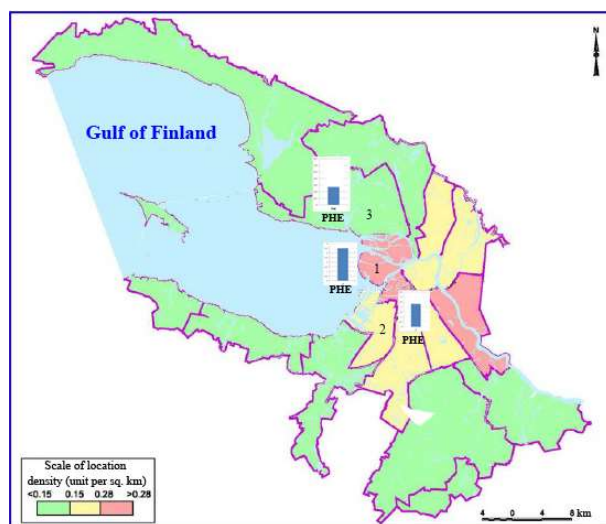 N
Gulf of Finland
3
PHE
1
PHE
2
PHE
Scale of location
density (unit per sq. km)
<0.15 0.15 0.28 >0.28
4 0 4 8 km